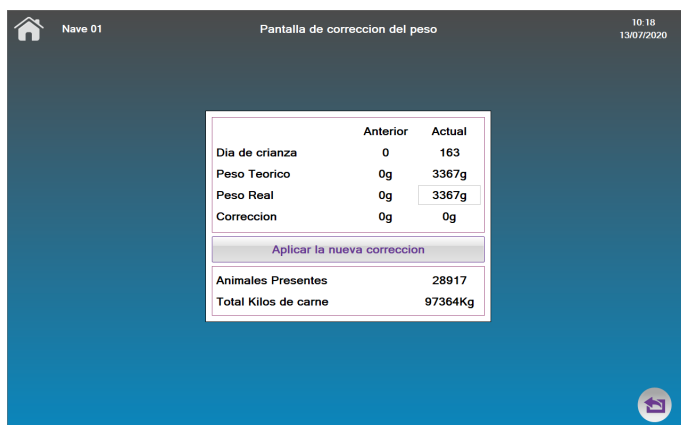 Nave 01 Pantalla de correccion del peso 10:18
13/07/2020
Anterior Actual
Dia de crianza 0 163
Peso Teorico 0g 3367g
Peso Real 0g 3367g
Correccion 0g 0g
Aplicar la nueva correccion
Animales Presentes 28917
Total Kilos de carne 97364Kg